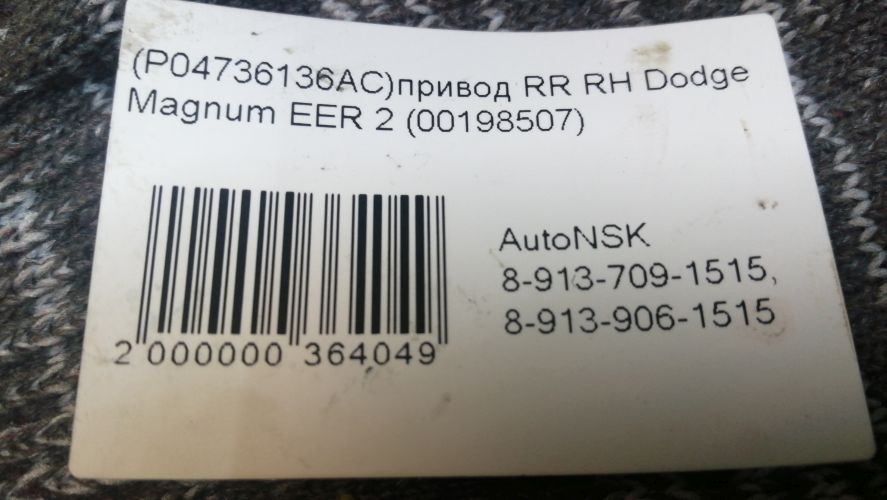 (P04736136AC)привод RR RH Dodge
Magnum EER 2 (00198507)
AutoNSK
8-913-709-1515,
8-913-906-1515
2 000000 364049